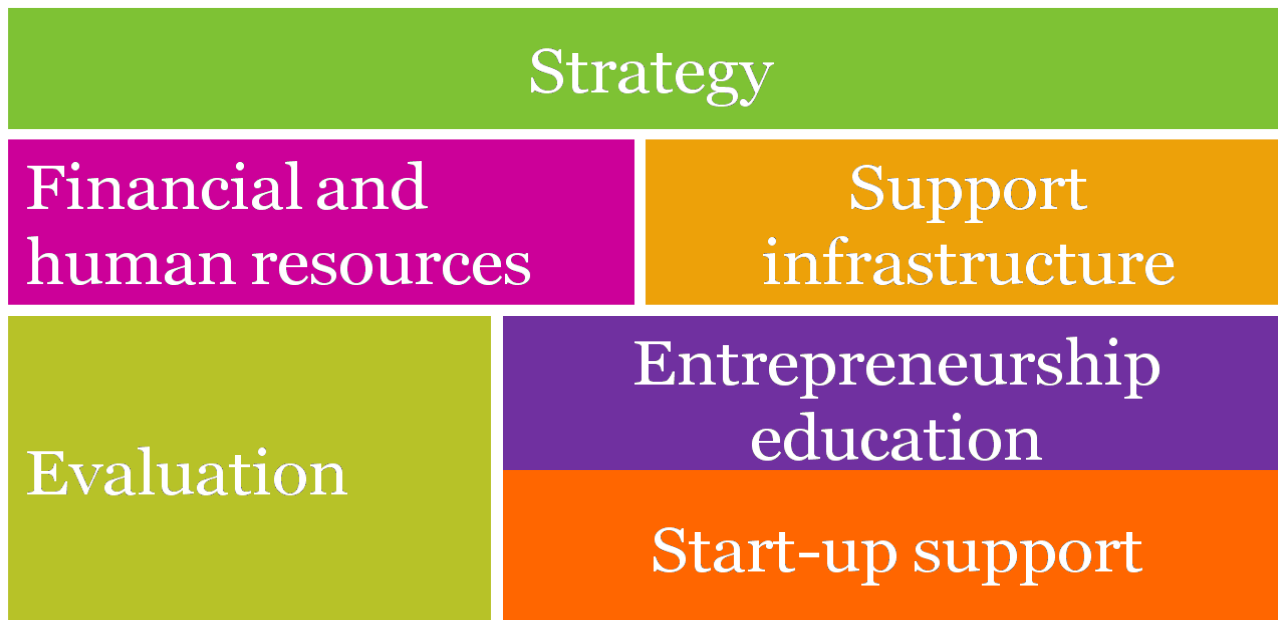 Strategy
Financial and
human resources
Support
infrastructure
Evaluation
Entrepreneurship
education
Start-up support